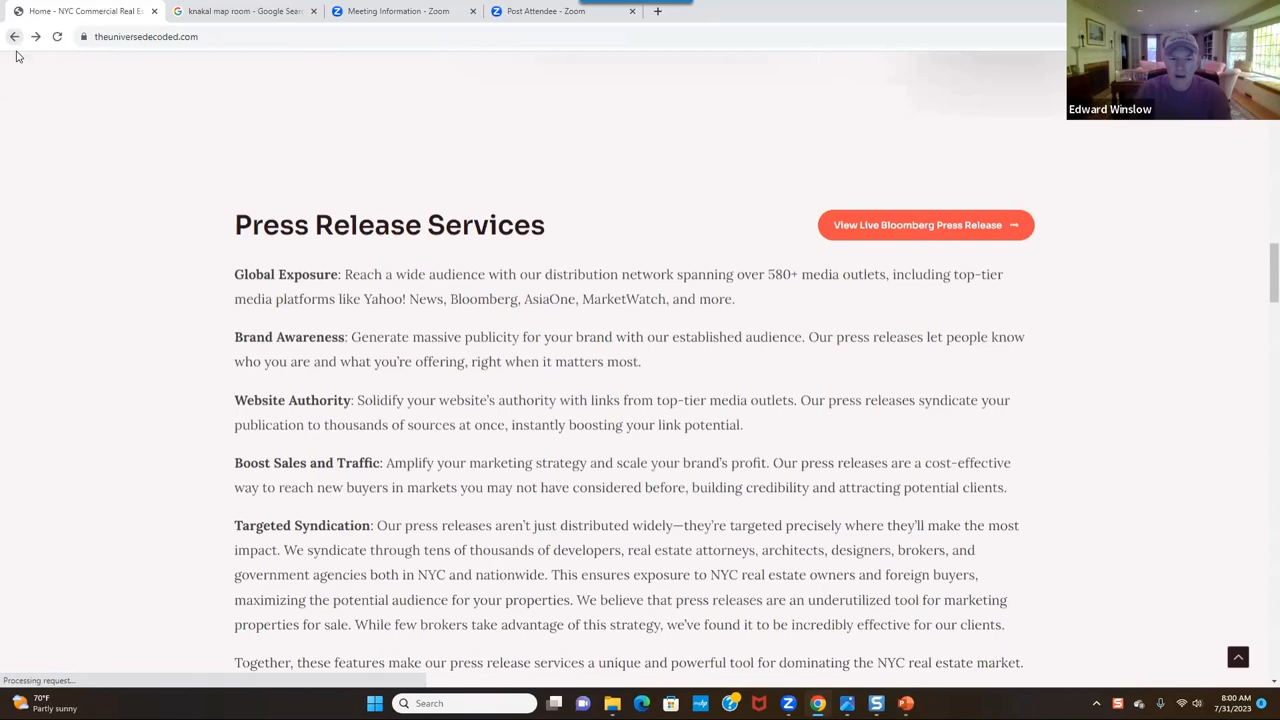 Home - NYC Commercial Real E
knakal map room - Google Sear
Meeting Information - Zoom
Post Attendee - Zoom
theuniversedecoded.com
Edward Winslow
Press Release Services
View Live Bloomberg Press Release
Global Exposure: Reach a wide audience with our distribution network spanning over 580+ media outlets, including top-tier
media platforms like Yahoo! News, Bloomberg, AsiaOne, MarketWatch, and more.
Brand Awareness: Generate massive publicity for your brand with our established audience. Our press releases let people know
who you are and what you’re offering, right when it matters most.
Website Authority: Solidify your website’s authority with links from top-tier media outlets. Our press releases syndicate your
publication to thousands of sources at once, instantly boosting your link potential.
Boost Sales and Traffic: Amplify your marketing strategy and scale your brand’s profit. Our press releases are a cost-effective
way to reach new buyers in markets you may not have considered before, building credibility and attracting potential clients.
Targeted Syndication: Our press releases aren’t just distributed widely—they’re targeted precisely where they’ll make the most
impact. We syndicate through tens of thousands of developers, real estate attorneys, architects, designers, brokers, and
government agencies both in NYC and nationwide. This ensures exposure to NYC real estate owners and foreign buyers,
maximizing the potential audience for your properties. We believe that press releases are an underutilized tool for marketing
properties for sale. While few brokers take advantage of this strategy, we’ve found it to be incredibly effective for our clients.
Together, these features make our press release services a unique and powerful tool for dominating the NYC real estate market.
Processing request...
70°F
Partly sunny
Search
8:00 AM
7/31/2023